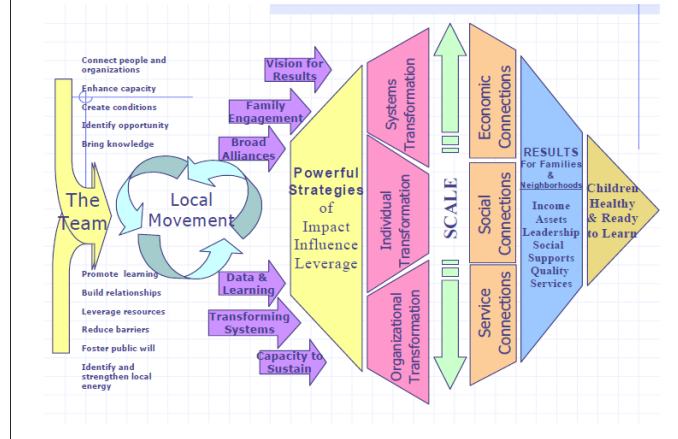 Connect people and
organizations
Enhance capacity
Create conditions
Identify opportunity
Bring knowledge
The
Team
Promote learning
Build relationships
Leverage resources
Reduce barriers
Foster public will
Identify and
strengthen local
energy
Local
Movement
Vision for
Results
Family
Engagement
Broad
Alliances
Data &
Learning
Transforming
Systems
Capacity to
Sustain
Powerful
Strategies
of
Impact
Influence
Leverage
Systems
Transformation
Individual
Transformation
Organizational
Transformation
SCALE
Economic
Connections
Social
Connections
Service
Connections
RESULTS
For Families
&
Neighborhoods
Income
Assets
Leadership
Social
Supports
Quality
Services
Children
Healthy
& Ready
to Learn